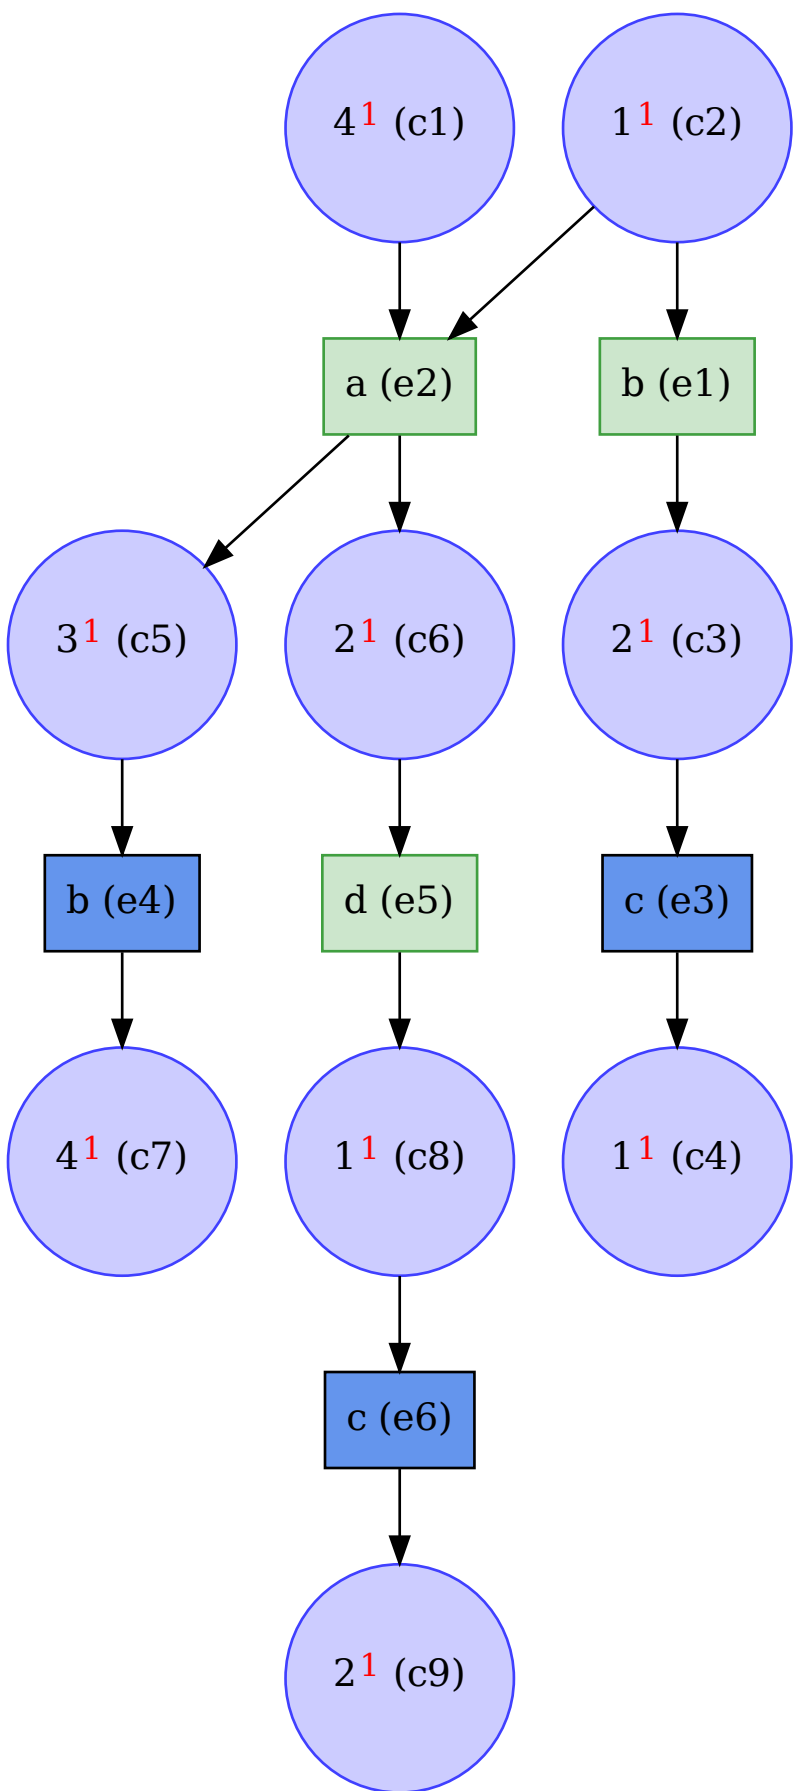 4¹ (c1)
1¹ (c2)
a (e2)
b (e1)
3¹ (c5)
2¹ (c6)
2¹ (c3)
b (e4)
d (e5)
c (e3)
4¹ (c7)
1¹ (c8)
1¹ (c4)
c (e6)
2¹ (c9)